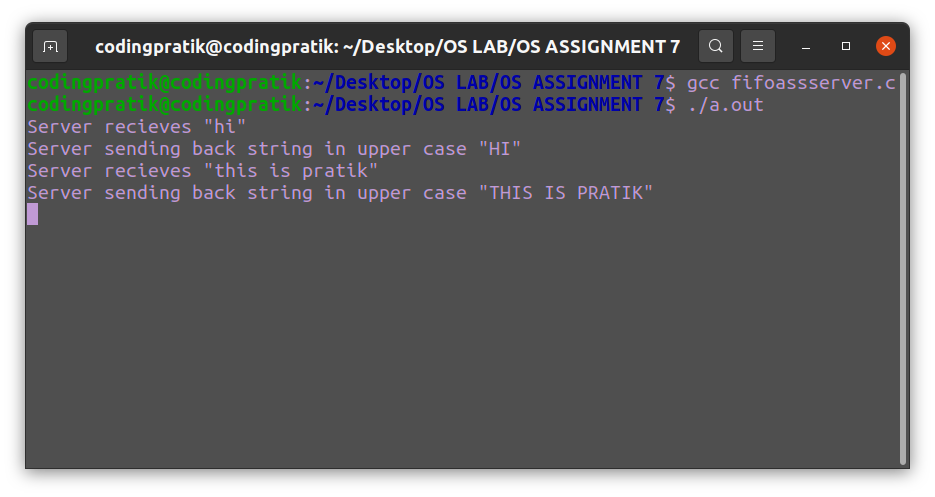 codingpratik@codingpratik: ~/Desktop/OS LAB/OS ASSIGNMENT 7
codingpratik@codingpratik:~/Desktop/OS LAB/OS ASSIGNMENT 7$ gcc fifoassserver.c
codingpratik@codingpratik:~/Desktop/OS LAB/OS ASSIGNMENT 7$ ./a.out
Server recieves "hi"
Server sending back string in upper case "HI"
Server recieves "this is pratik"
Server sending back string in upper case "THIS IS PRATIK"